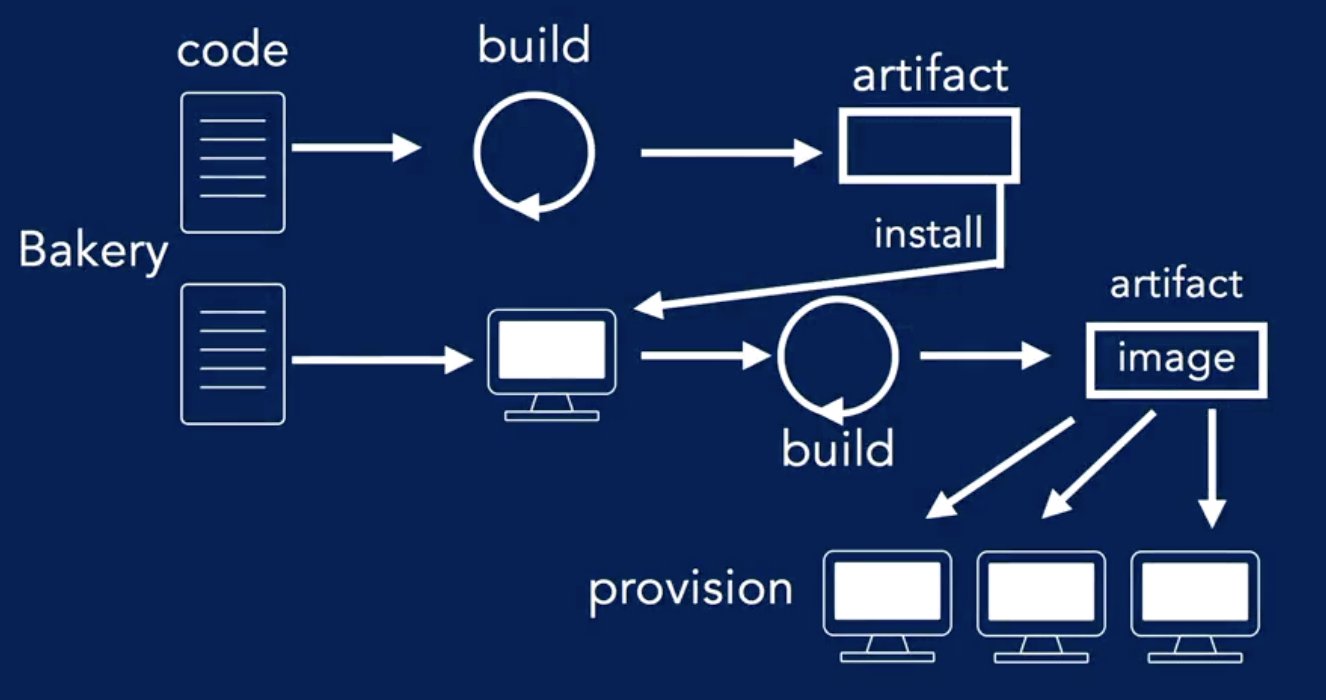 code
build
artifact
Bakery
install
artifact
image
build
provision